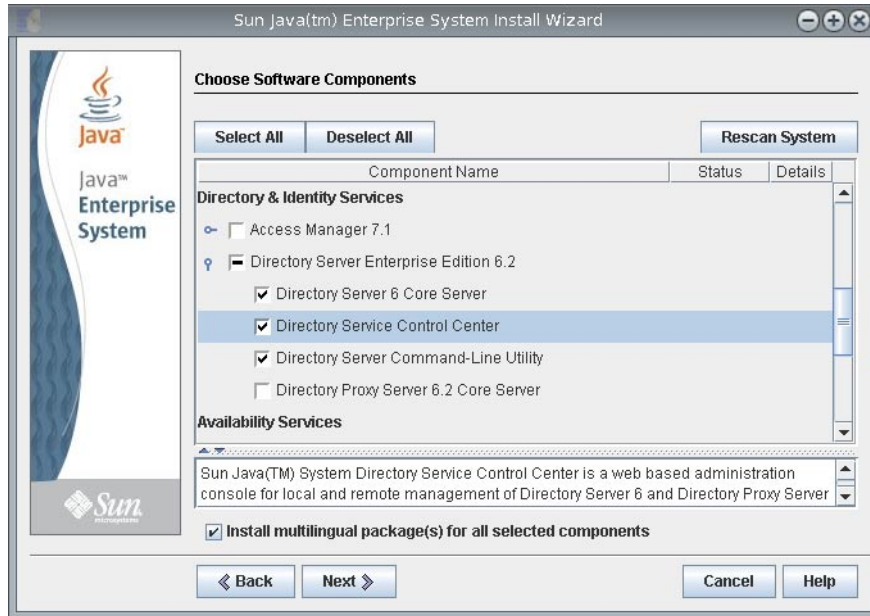 Sun Java(tm) Enterprise System Install Wizard
Java
Java™
Enterprise
System
Sun
microsystems
Choose Software Components
Select All
Deselect All
Rescan System
Component Name
Status
Details
Directory & Identity Services
Access Manager 7.1
Directory Server Enterprise Edition 6.2
Directory Server 6 Core Server
Directory Service Control Center
Directory Server Command-Line Utility
Directory Proxy Server 6.2 Core Server
Availability Services
Sun Java(TM) System Directory Service Control Center is a web based administration
console for local and remote management of Directory Server 6 and Directory Proxy Server
Install multilingual package(s) for all selected components
Back
Next
Cancel
Help